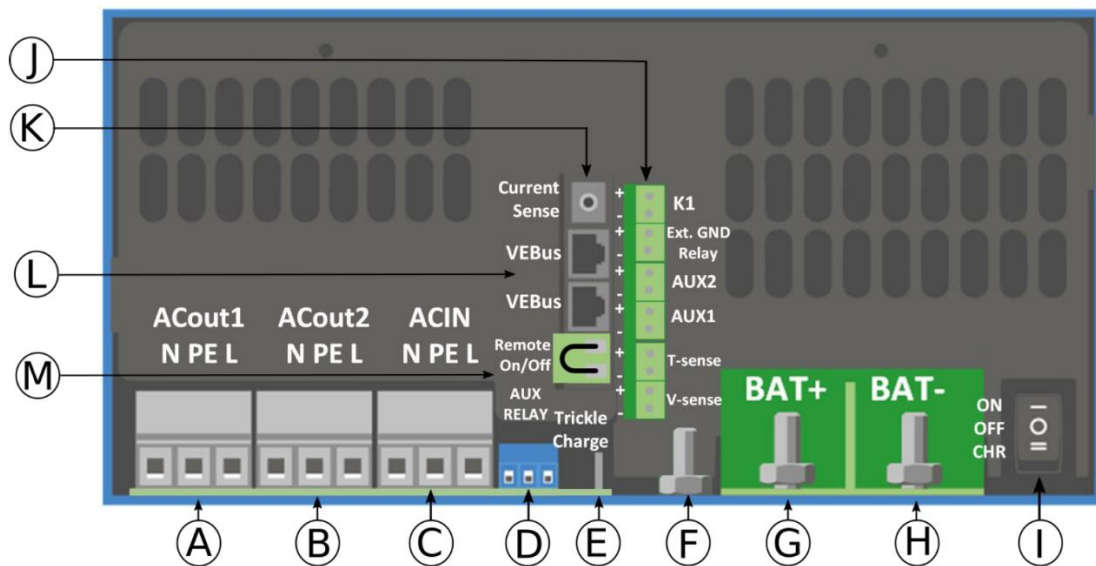 J
K
Current
Sense
+
-
K1
VEBus
+
-
Ext. GND
Relay
L
+
-
AUX2
VEBus
+
-
AUX1
ACout1
N PE L
ACout2
N PE L
ACIN
N PE L
M
Remote
On/Off
+
-
T-sense
AUX
RELAY
+
-
V-sense
Trickle
Charge
BAT+
BAT-
ON
OFF
CHR
A
B
C
D
E
F
G
H
I